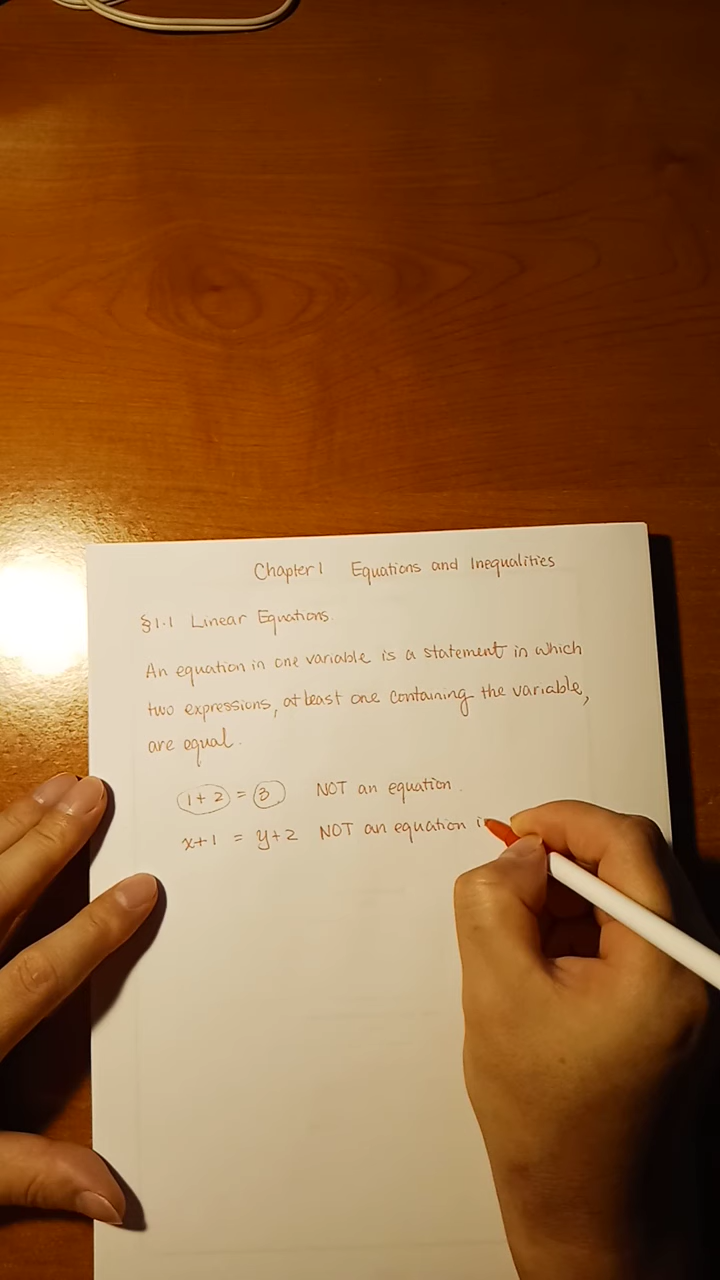 Chapter 1 Equations and Inequalities
§1.1 Linear Equations.
An equation in one variable is a statement in which
two expressions, at least one containing the variable,
are equal.
1+2 = 3 NOT an equation.
x+1 = y+2 NOT an equation i